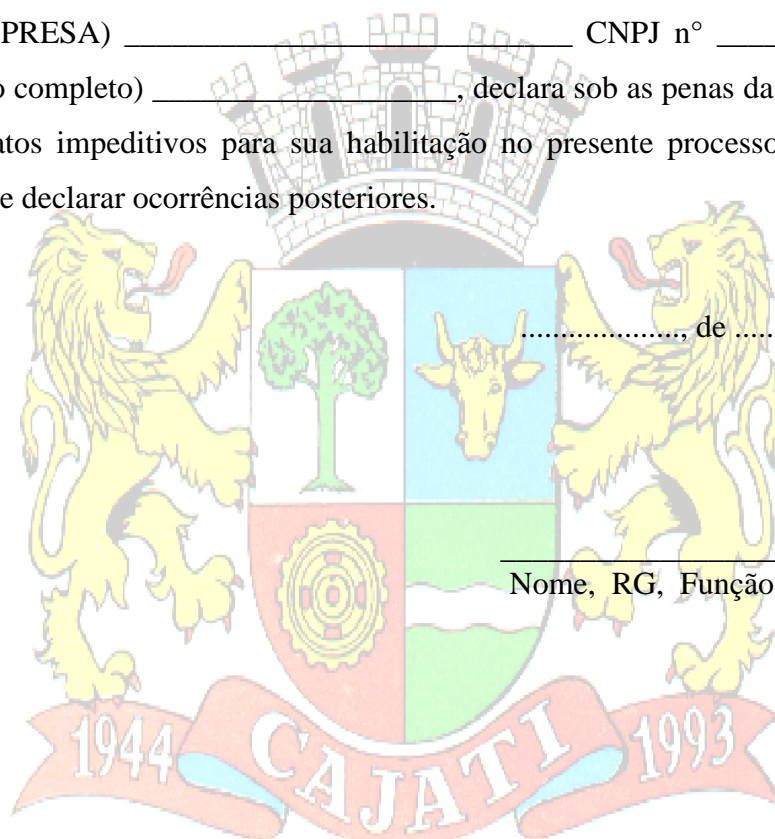 PRESA) ____________________________ CNPJ n° ____
o completo) ___________________, declara sob as penas da
atos impeditivos para sua habilitação no presente processo
e declarar ocorrências posteriores.
...................., de .....
__________________
Nome, RG, Função
1944 CAJATI 1993